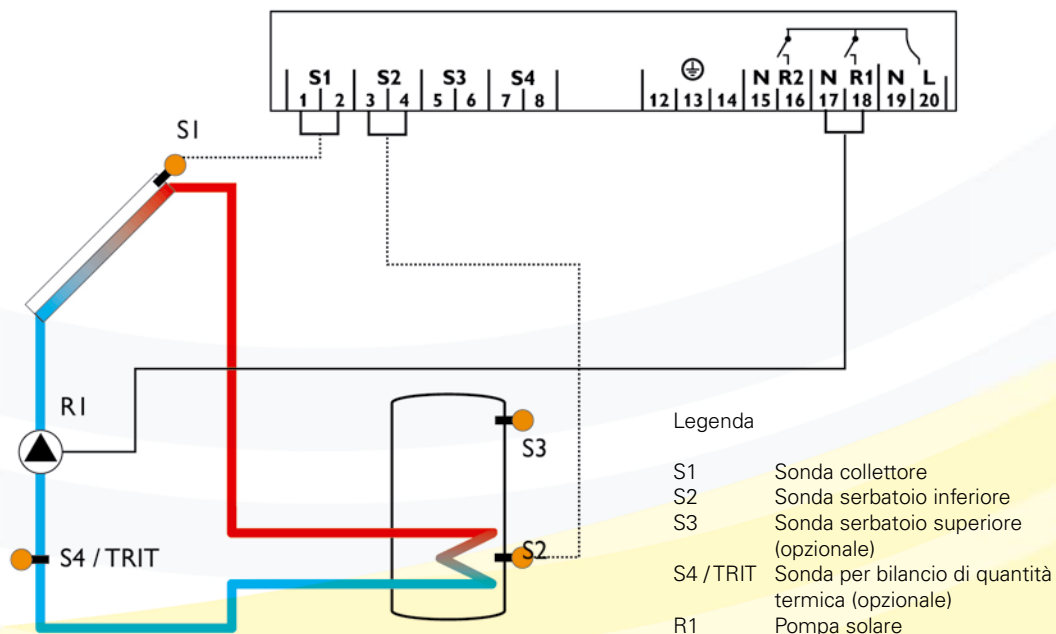 S1 S2 S3 S4 N R2 N R1 N L
1 2 3 4 5 6 7 8 12 13 14 15 16 17 18 19 20
S1
R1
S3
S2
S4 / TRIT
Legenda
S1 Sonda collettore
S2 Sonda serbatoio inferiore
S3 Sonda serbatoio superiore
(opzionale)
S4 / TRIT Sonda per bilancio di quantità
termica (opzionale)
R1 Pompa solare